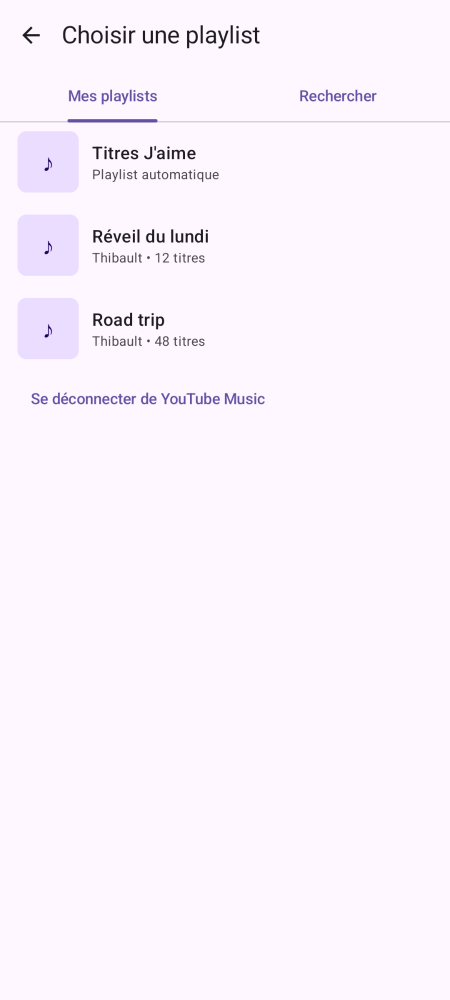 Choisir une playlist
Mes playlists
Rechercher
Titres J'aime
Playlist automatique
Réveil du lundi
Thibault • 12 titres
Road trip
Thibault • 48 titres
Se déconnecter de YouTube Music